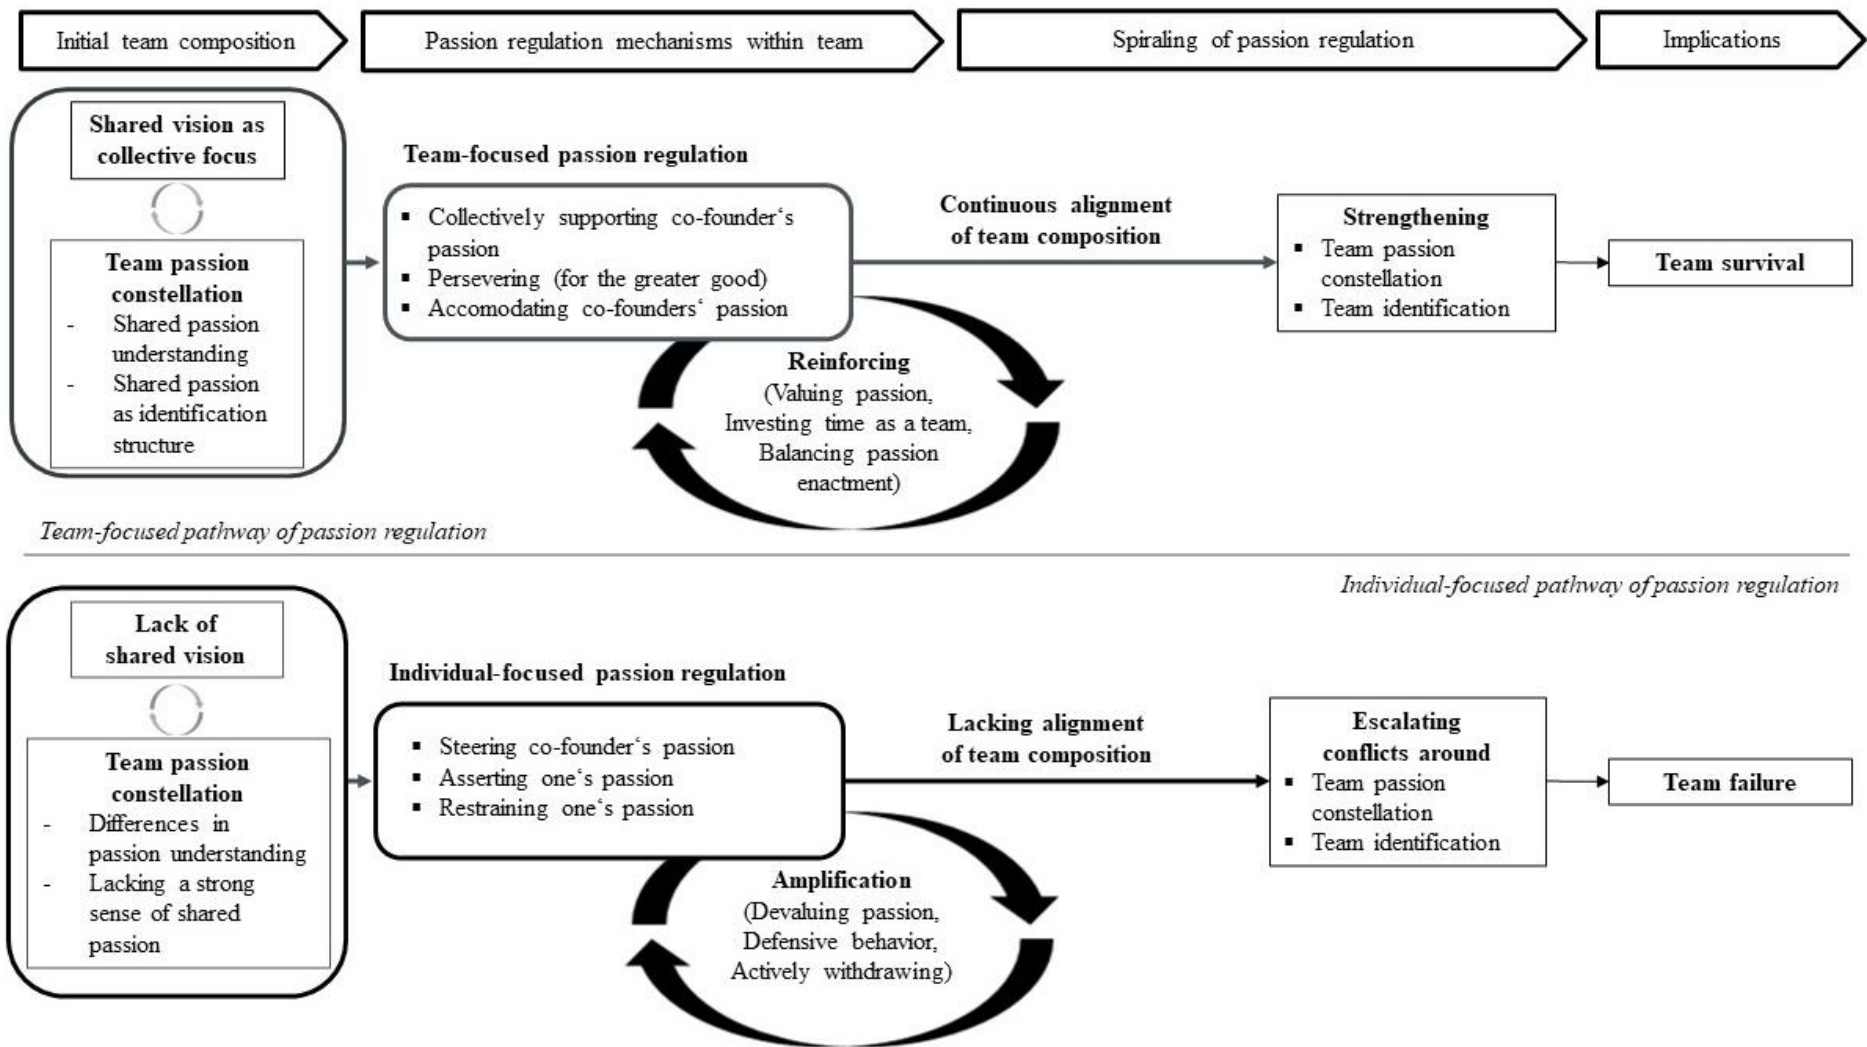 Initial team composition
Passion regulation mechanisms within team
Spiraling of passion regulation
Implications
Shared vision as
collective focus
Team passion
constellation
- Shared passion
understanding
- Shared passion
as identification
structure
Team-focused passion regulation
▪ Collectively supporting co-founder‘s
passion
▪ Persevering (for the greater good)
▪ Accomodating co-founders‘ passion
Reinforcing
(Valuing passion,
Investing time as a team,
Balancing passion
enactment)
Continuous alignment
of team composition
Strengthening
▪ Team passion
constellation
▪ Team identification
Team survival
Team-focused pathway of passion regulation
Individual-focused pathway of passion regulation
Lack of
shared vision
Team passion
constellation
- Differences in
passion understanding
- Lacking a strong
sense of shared
passion
Individual-focused passion regulation
▪ Steering co-founder‘s passion
▪ Asserting one‘s passion
▪ Restraining one‘s passion
Amplification
(Devaluing passion,
Defensive behavior,
Actively withdrawing)
Lacking alignment
of team composition
Escalating
conflicts around
▪ Team passion
constellation
▪ Team identification
Team failure